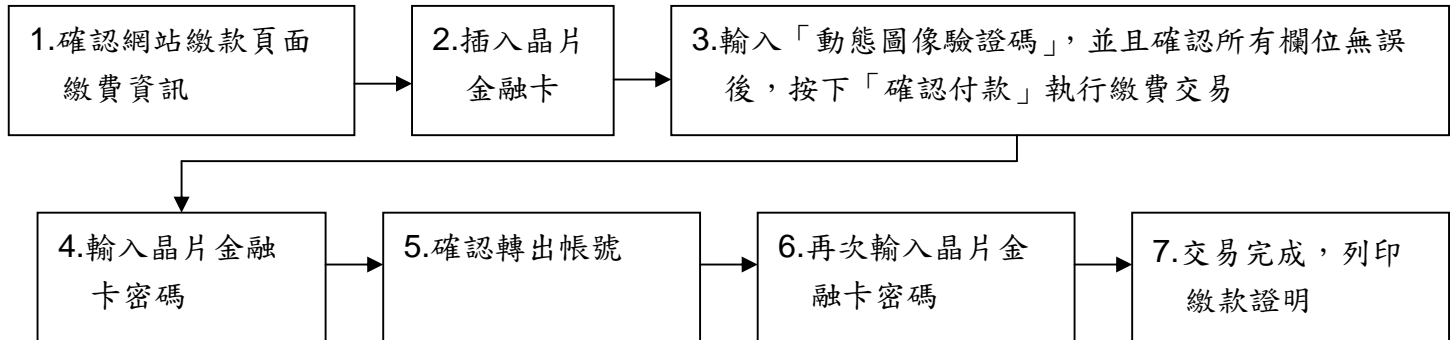 1.確認網站繳款頁面
繳費資訊
2.插入晶片
金融卡
3.輸入「動態圖像驗證碼」，並且確認所有欄位無誤
後，按下「確認付款」執行繳費交易
4.輸入晶片金融
卡密碼
5.確認轉出帳號
6.再次輸入晶片金
融卡密碼
7.交易完成，列印
繳款證明